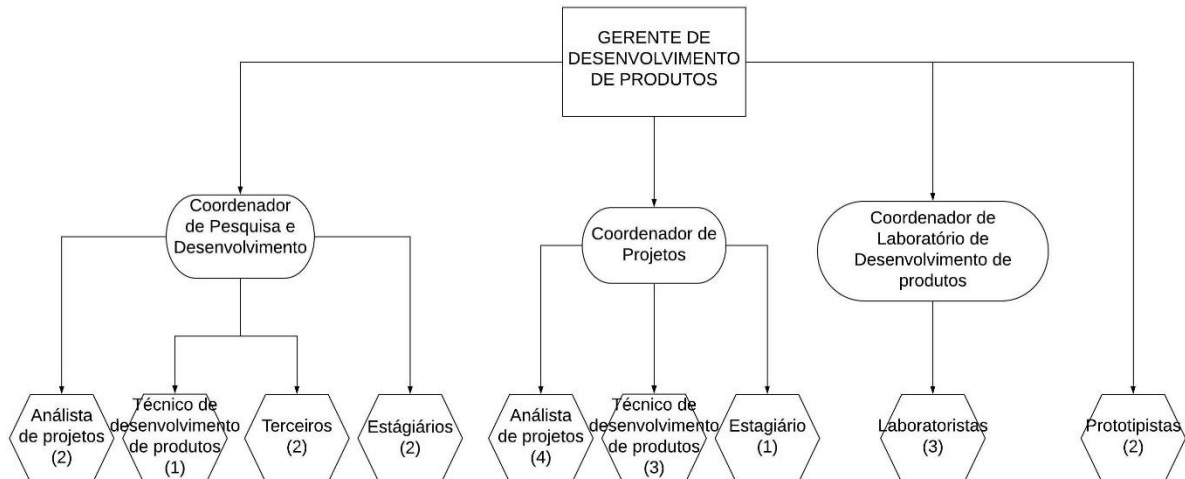 GERENTE DE
DESENVOLVIMENTO
DE PRODUTOS
Coordenador
de Pesquisa e
Desenvolvimento
Coordenador de
Projetos
Coordenador de
Laboratório de
Desenvolvimento de
produtos
Análista
de projetos
(2)
Técnico de
desenvolvimento
de produtos
(1)
Terceiros
(2)
Estágiários
(2)
Análista
de projetos
(4)
Técnico de
desenvolvimento
de produtos
(3)
Estagiário
(1)
Laboratoristas
(3)
Prototipistas
(2)